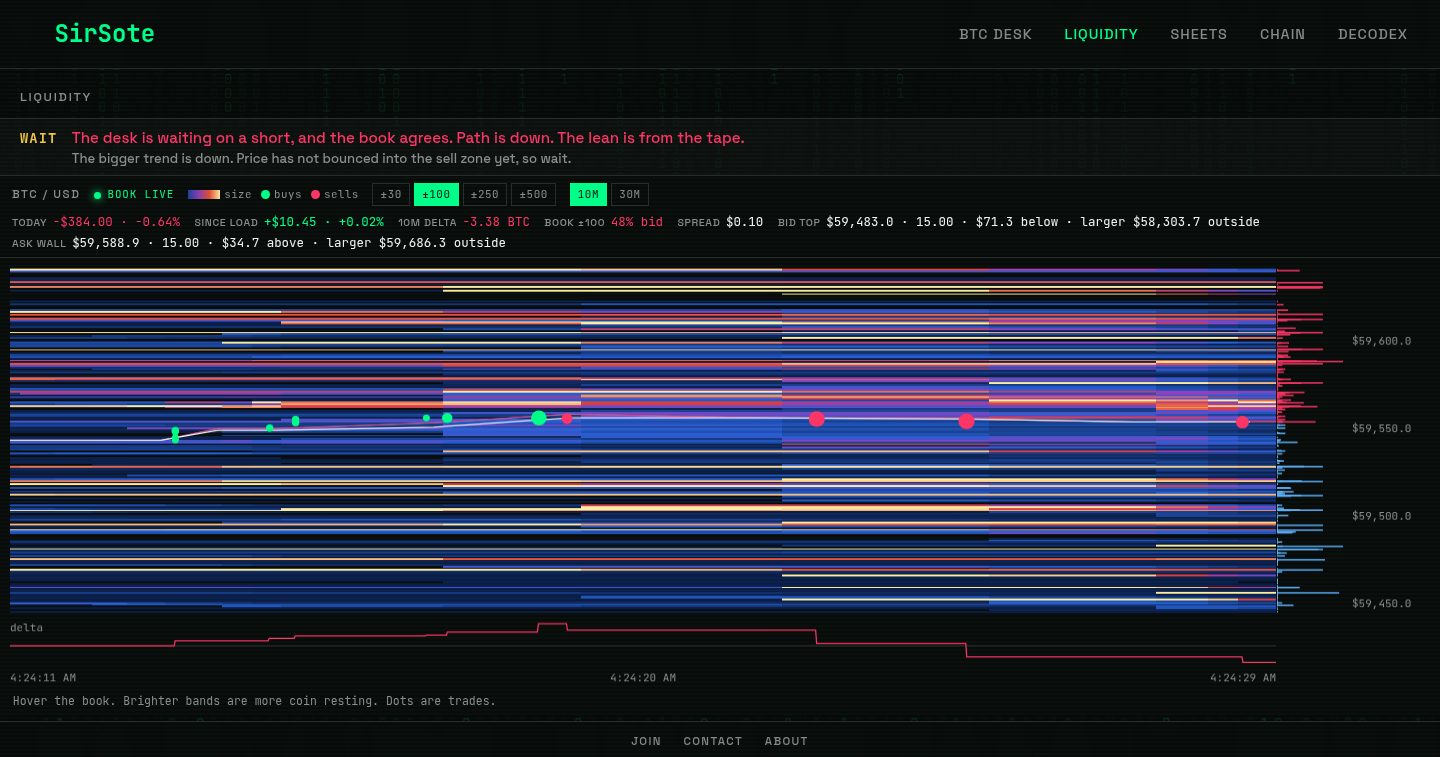 SirSote
BTC DESK LIQUIDITY SHEETS CHAIN DECODEX
LIQUIDITY
WAIT The desk is waiting on a short, and the book agrees. Path is down. The lean is from the tape.
The bigger trend is down. Price has not bounced into the sell zone yet, so wait.
BTC / USD BOOK LIVE size buys sells ±30 ±100 ±250 ±500 10M 30M
TODAY -$384.00 · -0.64% SINCE LOAD +$10.45 · +0.02% 10M DELTA -3.38 BTC BOOK ±100 48% bid SPREAD $0.10 BID TOP $59,483.0 · 15.00 · $71.3 below · larger $58,303.7 outside
ASK WALL $59,588.9 · 15.00 · $34.7 above · larger $59,686.3 outside
$59,600.0
$59,550.0
$59,500.0
$59,450.0
delta
4:24:11 AM 4:24:20 AM 4:24:29 AM
Hover the book. Brighter bands are more coin resting. Dots are trades.
JOIN CONTACT ABOUT